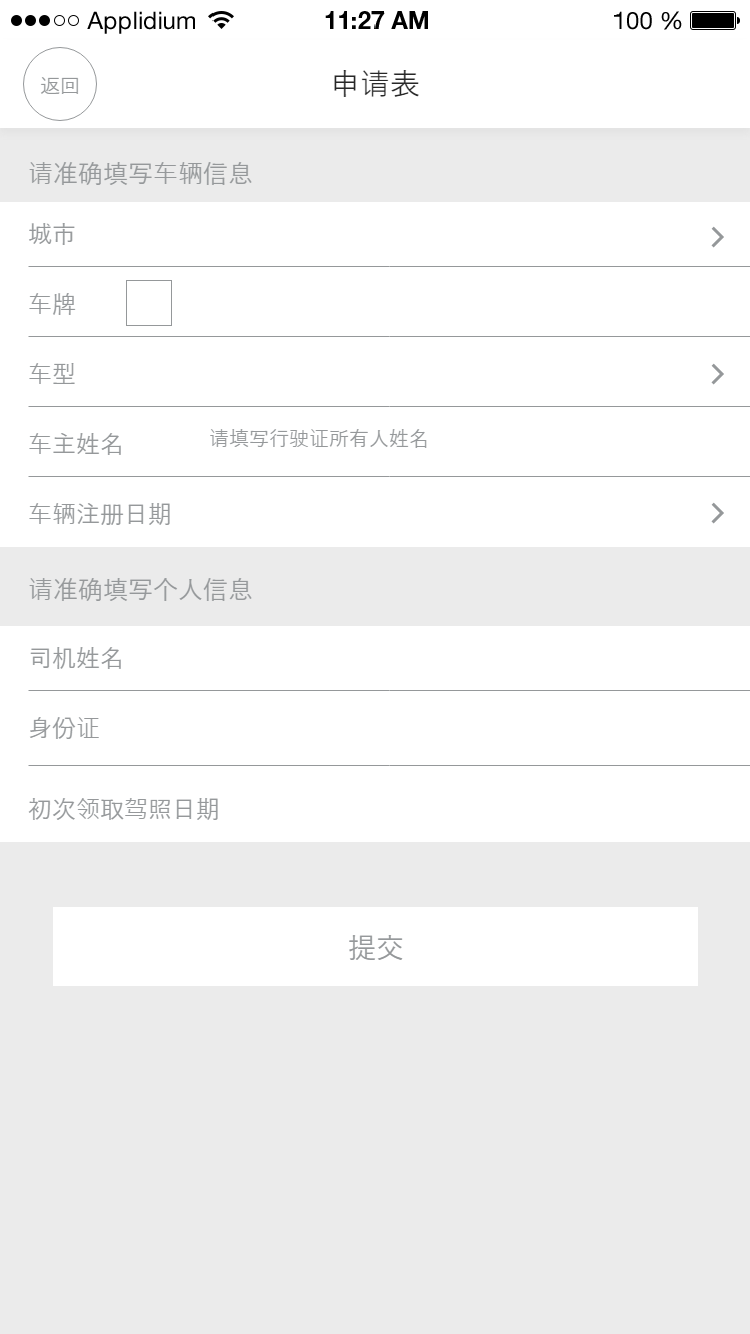 Applidium 11:27 AM 100 %
返回 申请表
请准确填写车辆信息
城市
车牌
车型
车主姓名 请填写行驶证所有人姓名
车辆注册日期
请准确填写个人信息
司机姓名
身份证
初次领取驾照日期
提交